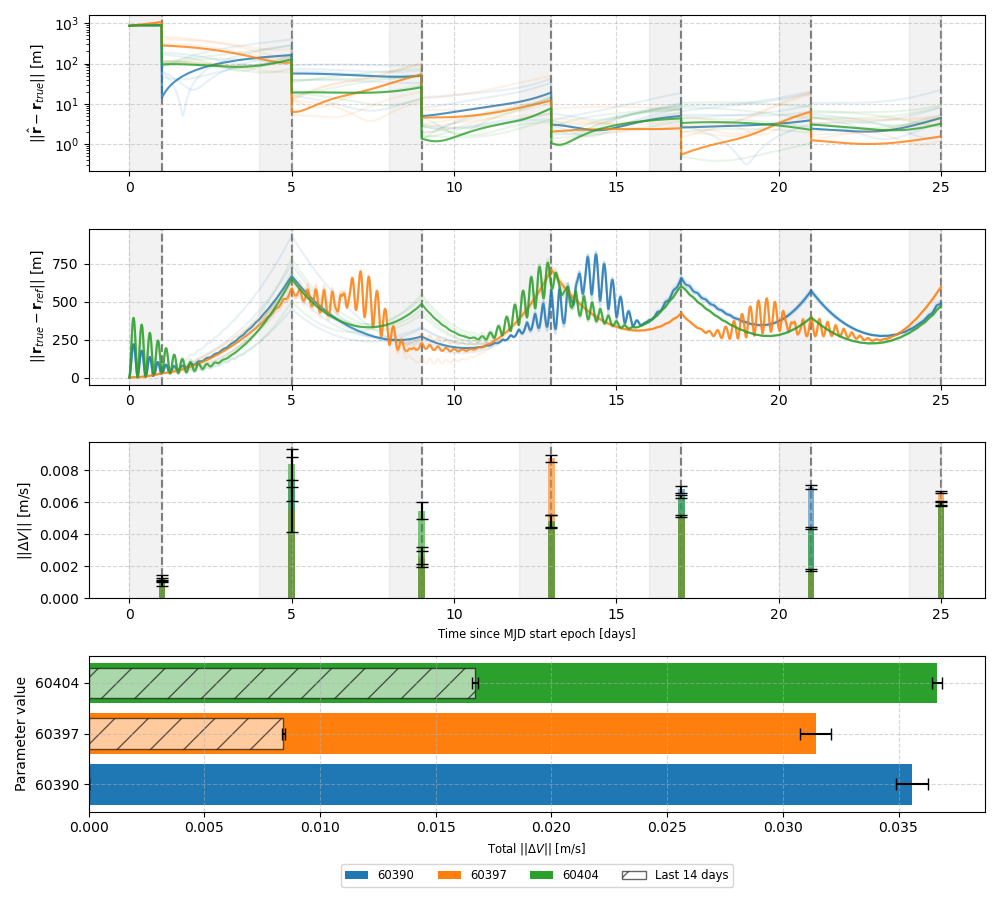 ||r̂ − r_true|| [m]
10³
10²
10¹
10⁰
0 5 10 15 20 25
||r_true − r_ref|| [m]
750
500
250
0
0 5 10 15 20 25
||ΔV|| [m/s]
0.008
0.006
0.004
0.002
0.000
0 5 10 15 20 25
Time since MJD start epoch [days]
Parameter value
60404
60397
60390
0.000 0.005 0.010 0.015 0.020 0.025 0.030 0.035
Total ||ΔV|| [m/s]
60390 60397 60404 Last 14 days